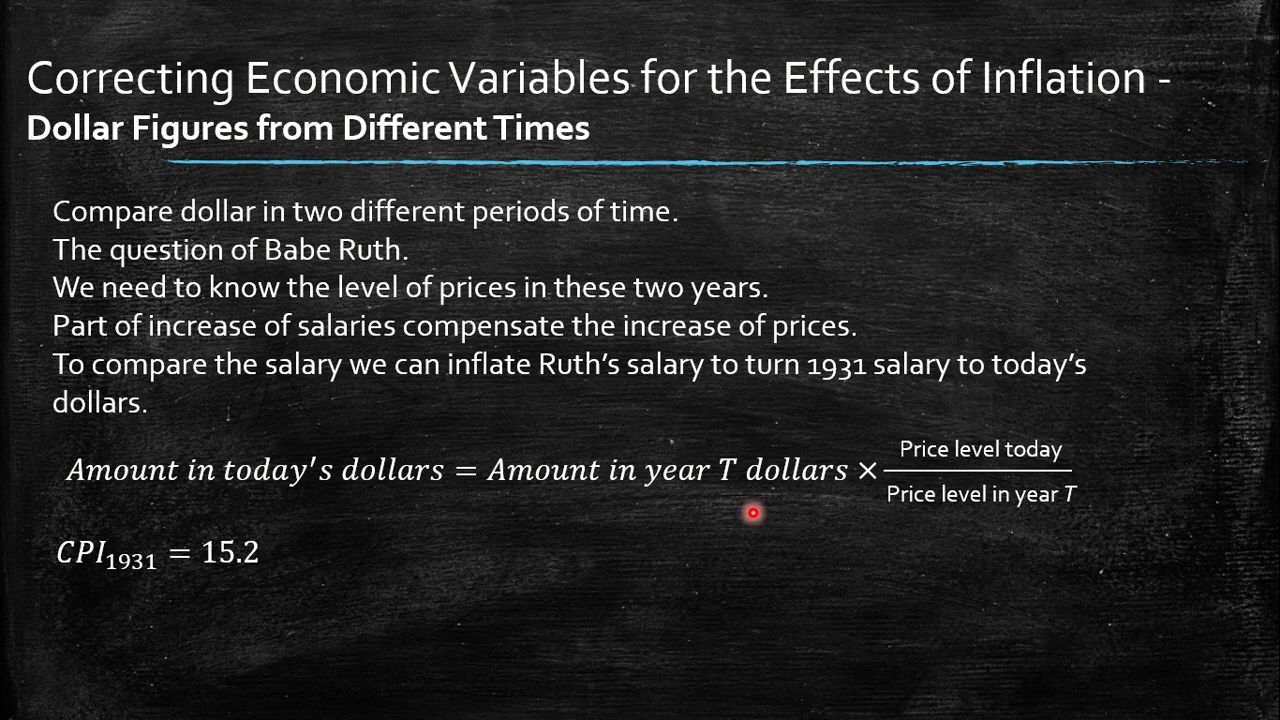 Correcting Economic Variables for the Effects of Inflation -
Dollar Figures from Different Times
Compare dollar in two different periods of time.
The question of Babe Ruth.
We need to know the level of prices in these two years.
Part of increase of salaries compensate the increase of prices.
To compare the salary we can inflate Ruth's salary to turn 1931 salary to today's
dollars.
Amount in today's dollars = Amount in year T dollars × Price level today / Price level in year T
CPI₁₉₃₁ = 15.2